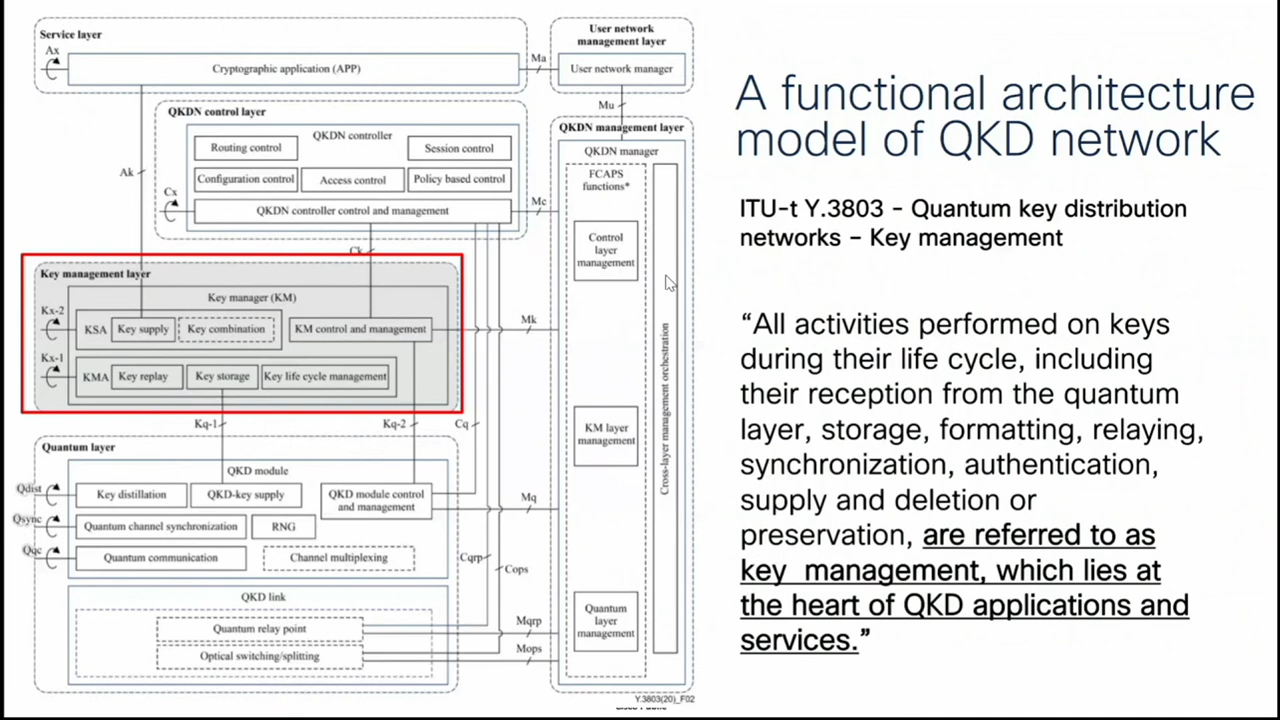 Service layer
Ax
Cryptographic application (APP)
Ma
User network
management layer
User network manager
Mu
QKDN control layer
QKDN controller
Routing control
Session control
Configuration control
Access control
Policy based control
Ak
Cx
QKDN controller control and management
Mc
Ck
QKDN management layer
QKDN manager
FCAPS
functions*
Control
layer
management
KM layer
management
Quantum
layer
management
Cross-layer management orchestration
Key management layer
Key manager (KM)
Kx-2
KSA
Key supply
Key combination
KM control and management
Mk
Kx-1
KMA
Key replay
Key storage
Key life cycle management
Kq-1
Kq-2
Cq
Quantum layer
QKD module
Qdist
Key distillation
QKD-key supply
QKD module control
and management
Mq
Qsync
Quantum channel synchronization
RNG
Qqc
Quantum communication
Channel multiplexing
Cqrp
Cops
QKD link
Quantum relay point
Mqrp
Optical switching/splitting
Mops
Y.3803(20)_F02
A functional architecture
model of QKD network
ITU-t Y.3803 – Quantum key distribution
networks – Key management
“All activities performed on keys
during their life cycle, including
their reception from the quantum
layer, storage, formatting, relaying,
synchronization, authentication,
supply and deletion or
preservation, are referred to as
key management, which lies at
the heart of QKD applications and
services.”